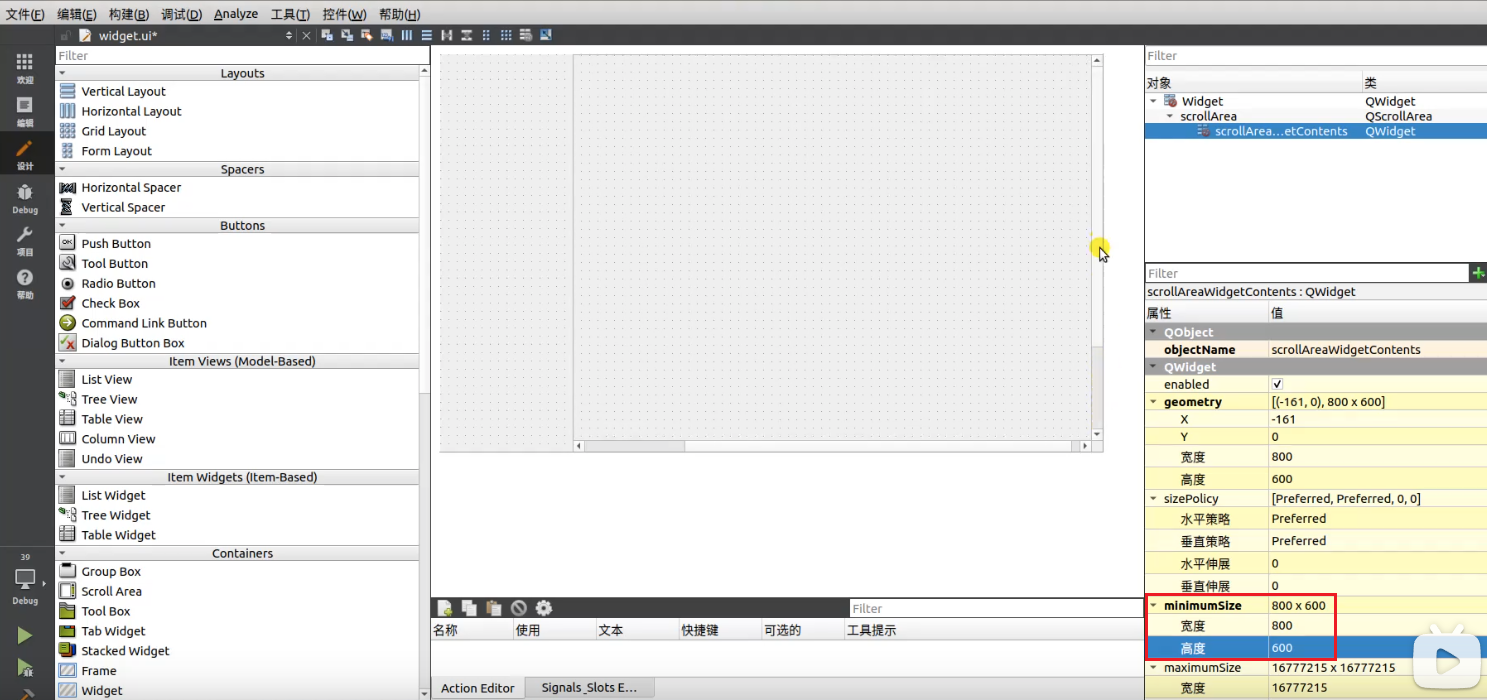 文件(F) 编辑(E) 构建(B) 调试(D) Analyze 工具(T) 控件(W) 帮助(H)
widget.ui*
欢迎
编辑
设计
Debug
项目
帮助
39
Debug
Filter
Layouts
Vertical Layout
Horizontal Layout
Grid Layout
Form Layout
Spacers
Horizontal Spacer
Vertical Spacer
Buttons
Push Button
Tool Button
Radio Button
Check Box
Command Link Button
Dialog Button Box
Item Views (Model-Based)
List View
Tree View
Table View
Column View
Undo View
Item Widgets (Item-Based)
List Widget
Tree Widget
Table Widget
Containers
Group Box
Scroll Area
Tool Box
Tab Widget
Stacked Widget
Frame
Widget
Filter
名称 使用 文本 快捷键 可选的 工具提示
Action Editor Signals_Slots E...
Filter
对象 类
Widget QWidget
scrollArea QScrollArea
scrollArea...etContents QWidget
Filter
scrollAreaWidgetContents : QWidget
属性 值
QObject
objectName scrollAreaWidgetContents
QWidget
enabled
geometry [(-161, 0), 800 x 600]
X -161
Y 0
宽度 800
高度 600
sizePolicy [Preferred, Preferred, 0, 0]
水平策略 Preferred
垂直策略 Preferred
水平伸展 0
垂直伸展 0
minimumSize 800 x 600
宽度 800
高度 600
maximumSize 16777215 x 16777215
宽度 16777215